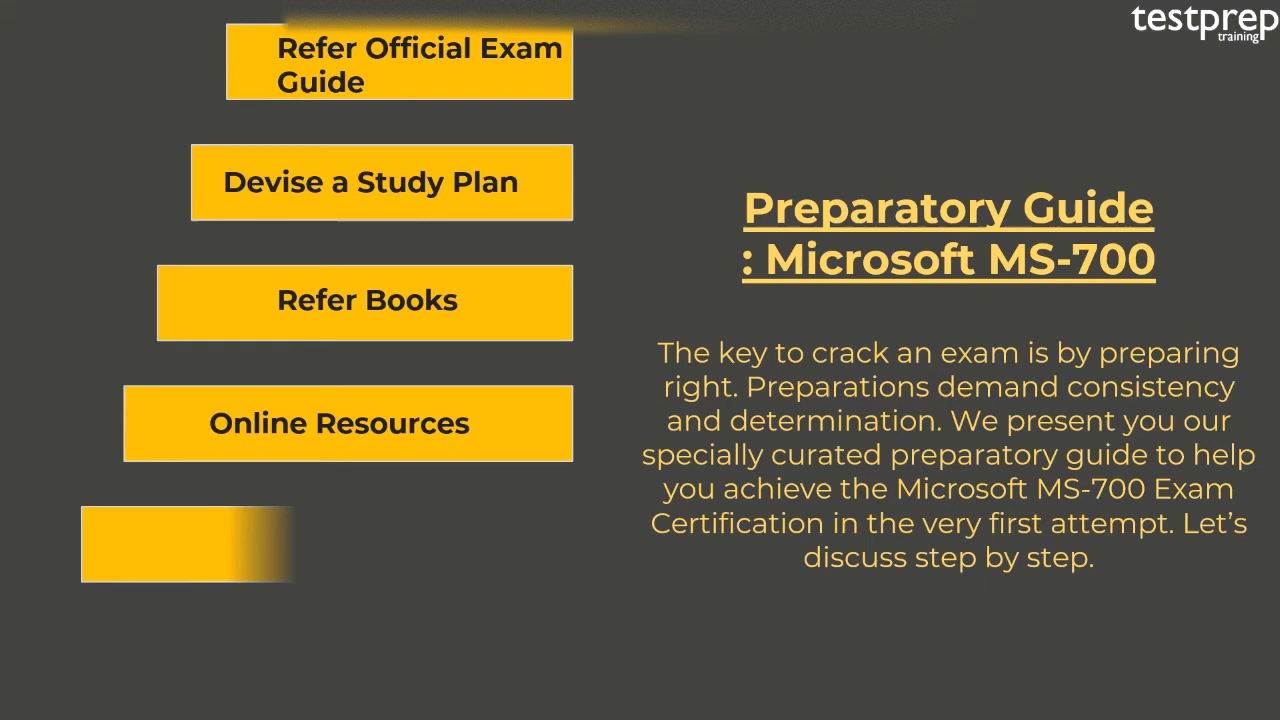 testprep
training
Refer Official Exam
Guide
Devise a Study Plan
Refer Books
Online Resources
Preparatory Guide
: Microsoft MS-700
The key to crack an exam is by preparing
right. Preparations demand consistency
and determination. We present you our
specially curated preparatory guide to help
you achieve the Microsoft MS-700 Exam
Certification in the very first attempt. Let’s
discuss step by step.